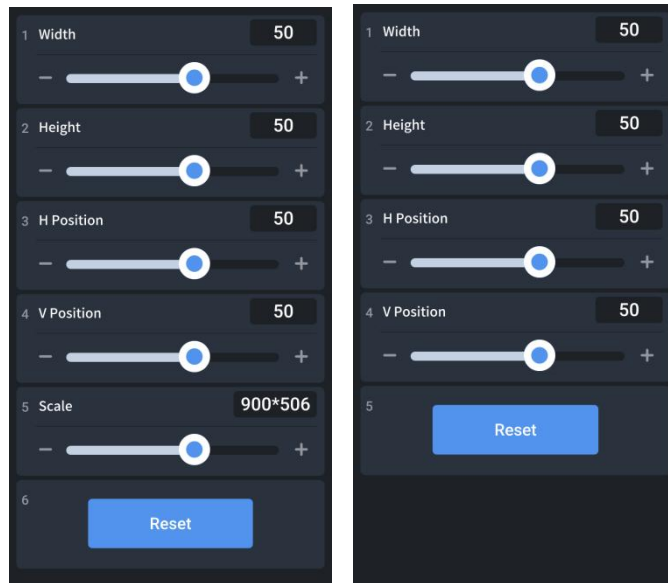 1 Width 50
− +
2 Height 50
− +
3 H Position 50
− +
4 V Position 50
− +
5 Scale 900*506
− +
6
Reset
1 Width 50
− +
2 Height 50
− +
3 H Position 50
− +
4 V Position 50
− +
5
Reset